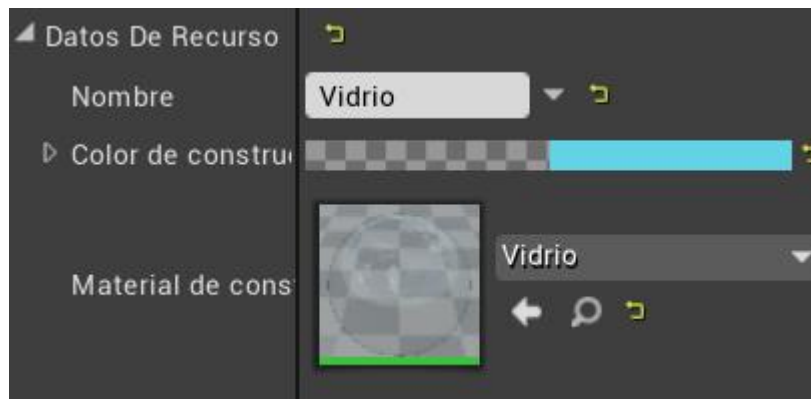 Datos De Recurso
Nombre Vidrio
Color de constru
Material de cons Vidrio